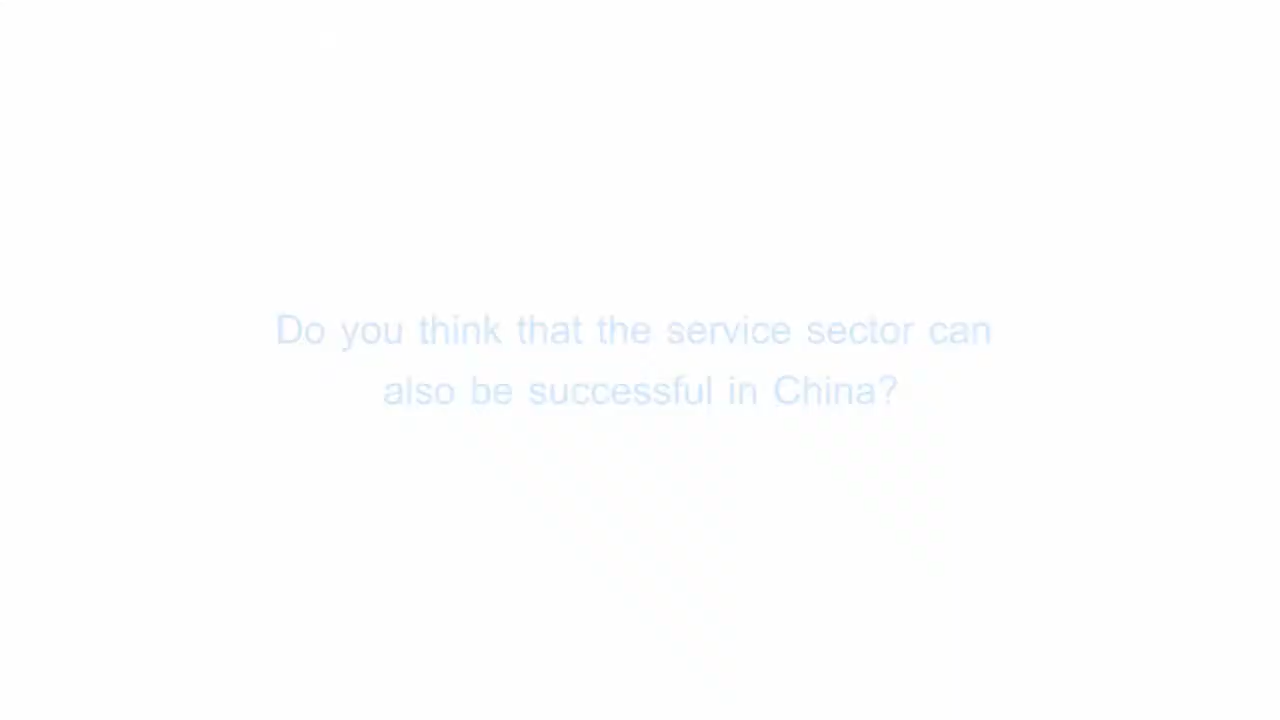 Do you think that the service sector can
also be successful in China?